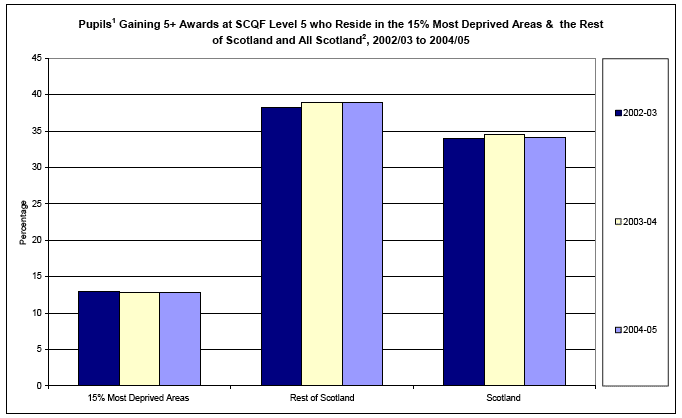 Pupils¹ Gaining 5+ Awards at SCQF Level 5 who Reside in the 15% Most Deprived Areas & the Rest
of Scotland and All Scotland², 2002/03 to 2004/05
45
40
35
30
25
20
15
10
5
0
Percentage
15% Most Deprived Areas
Rest of Scotland
Scotland
2002-03
2003-04
2004-05